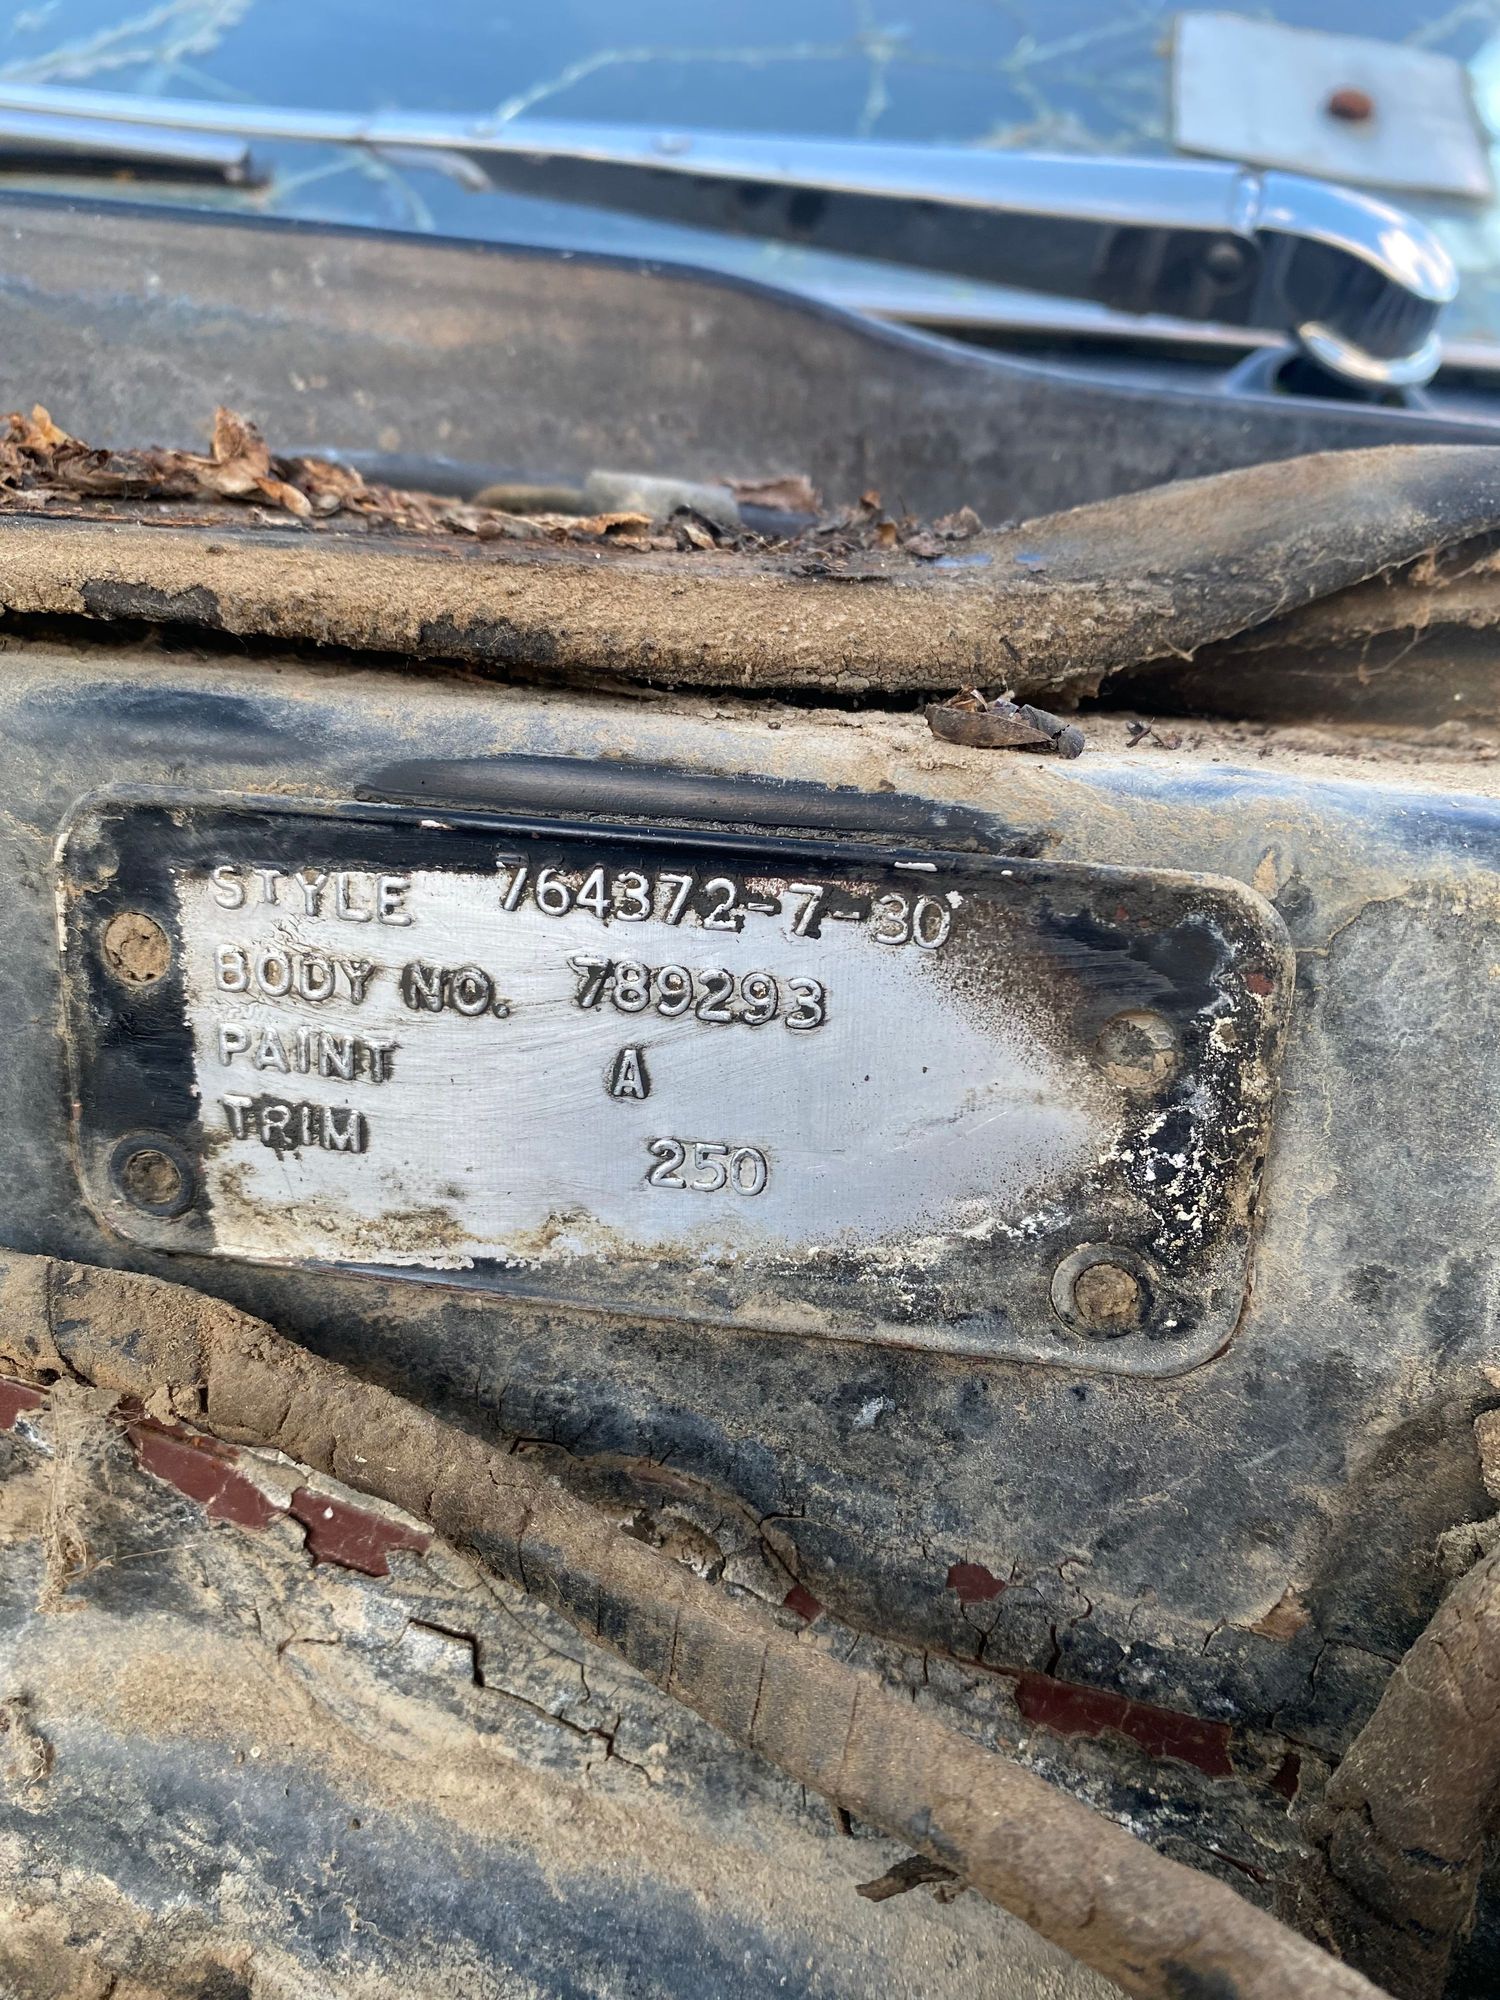 STYLE 764372-7-30
BODY NO. 789293
PAINT A
TRIM 250